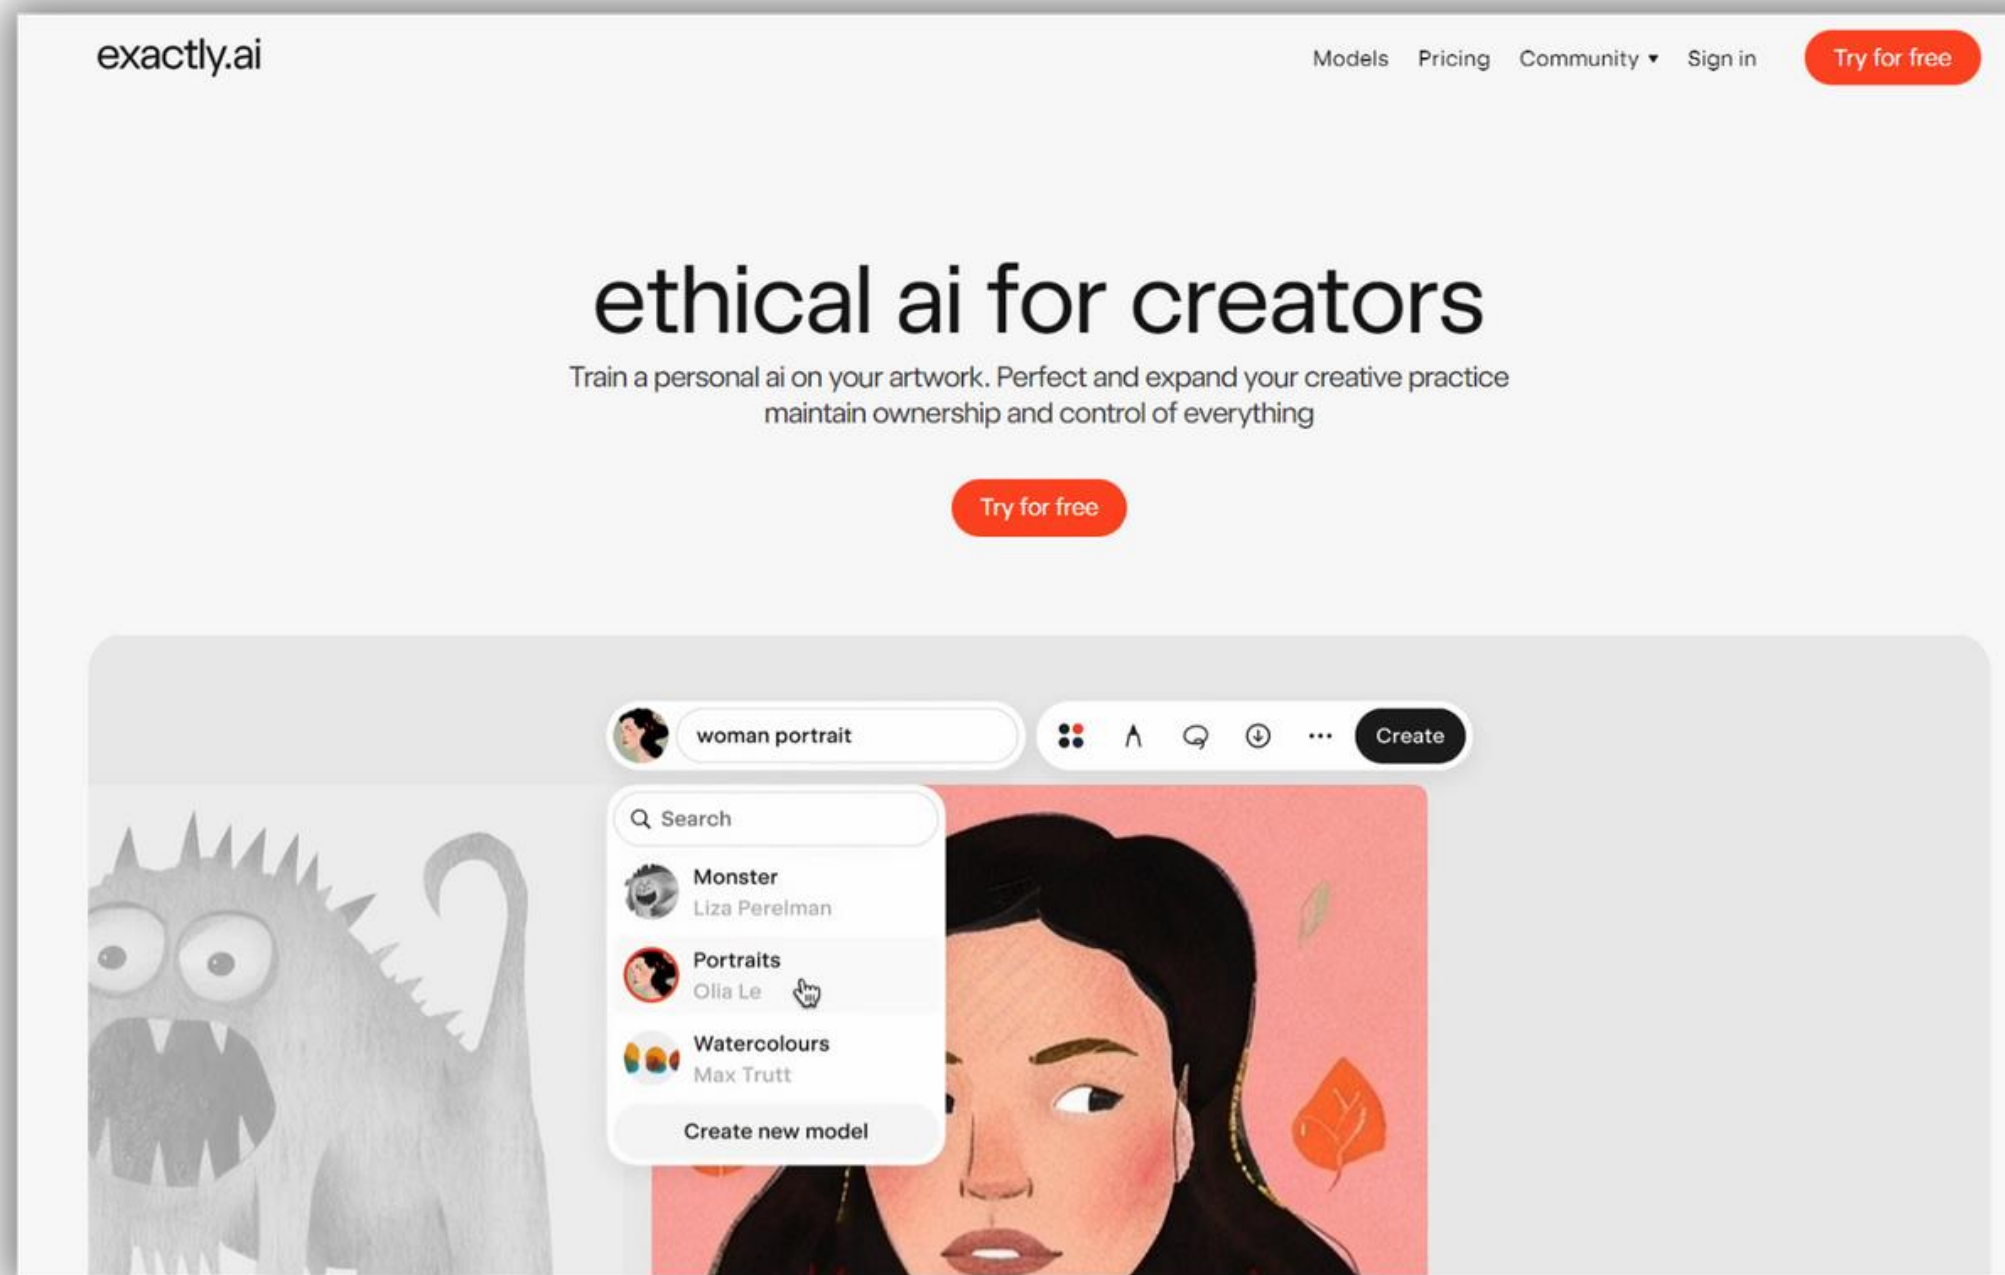 exactly.ai
Models Pricing Community ▾ Sign in Try for free
ethical ai for creators
Train a personal ai on your artwork. Perfect and expand your creative practice
maintain ownership and control of everything
Try for free
woman portrait
Create
Search
Monster
Liza Perelman
Portraits
Olia Le
Watercolours
Max Trutt
Create new model